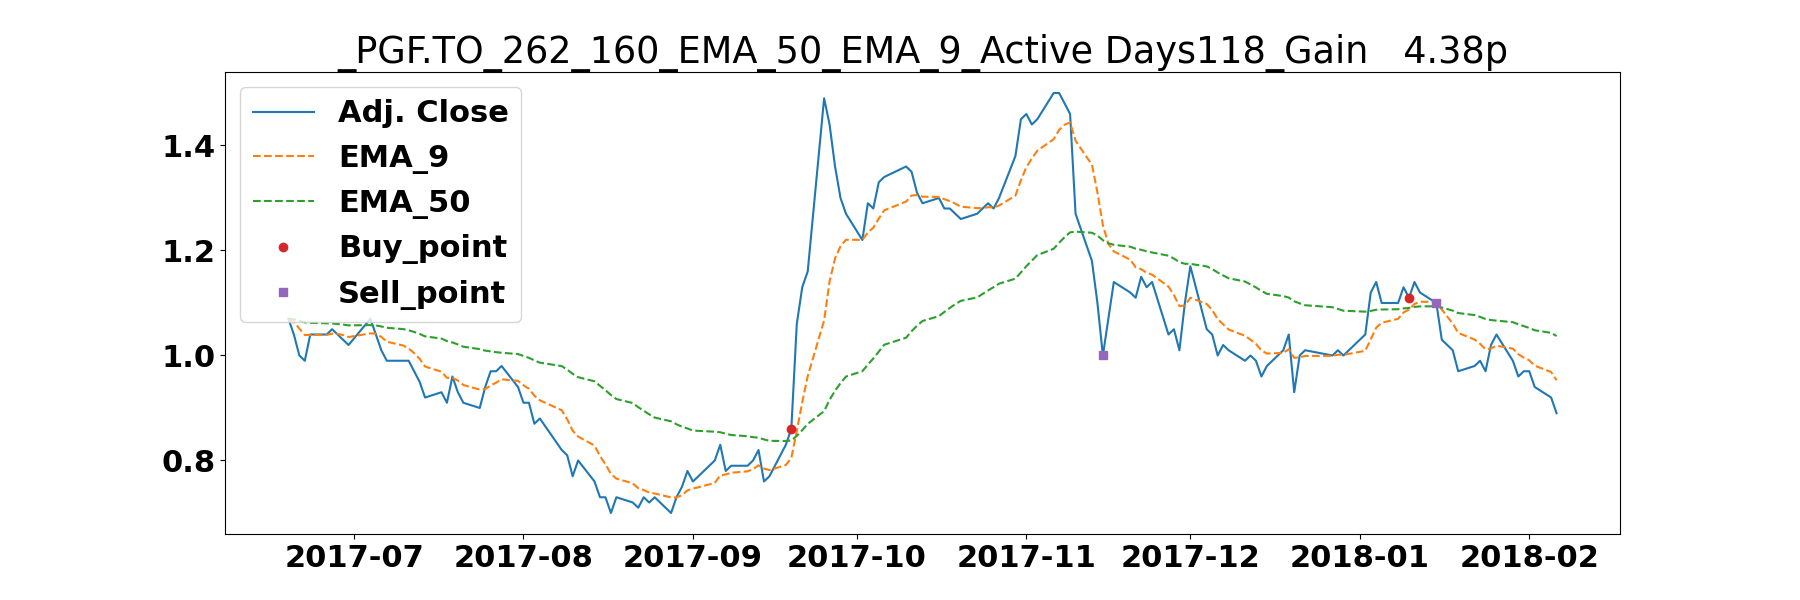 _PGF.TO_262_160_EMA_50_EMA_9_Active Days118_Gain   4.38p
Adj. Close
EMA_9
EMA_50
Buy_point
Sell_point
1.4
1.2
1.0
0.8
2017-07 2017-08 2017-09 2017-10 2017-11 2017-12 2018-01 2018-02